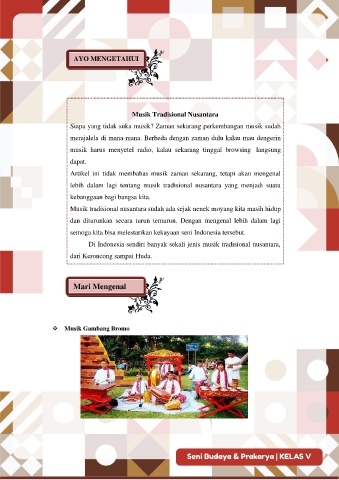 AYO MENGETAHUI
Musik Tradisional Nusantara
Siapa yang tidak suka musik? Zaman sekarang perkembangan musik sudah
merajalela di mana-mana. Berbeda dengan zaman dulu kalau mau dengerin
musik harus menyetel radio, kalau sekarang tinggal browsing langsung
dapat.
Artikel ini tidak membahas musik zaman sekarang, tetapi akan mengenal
lebih dalam lagi tentang musik tradisional nusantara yang menjadi suatu
kebanggaan bagi bangsa kita.
Musik tradisional nusantara sudah ada sejak nenek moyang kita masih hidup
dan diturunkan secara turun temurun. Dengan mengenal lebih dalam lagi
semoga kita bisa melestarikan kekayaan seni Indonesia tersebut.
Di Indonesia sendiri banyak sekali jenis musik tradisional nusantara,
dari Keroncong sampai Huda.
Mari Mengenal
❖ Musik Gambang Bromo
Seni Budaya & Prakarya | KELAS V